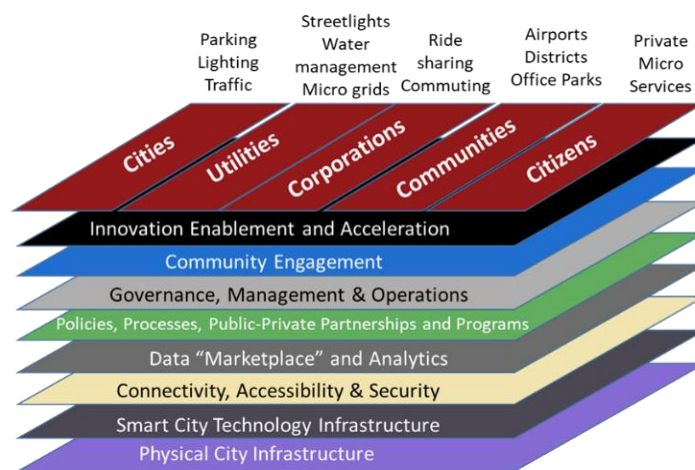 Parking
Lighting
Traffic
Streetlights
Water
management
Micro grids
Ride
sharing
Commuting
Airports
Districts
Office Parks
Private
Micro
Services
Cities
Utilities
Corporations
Communities
Citizens
Innovation Enablement and Acceleration
Community Engagement
Governance, Management & Operations
Policies, Processes, Public-Private Partnerships and Programs
Data “Marketplace” and Analytics
Connectivity, Accessibility & Security
Smart City Technology Infrastructure
Physical City Infrastructure